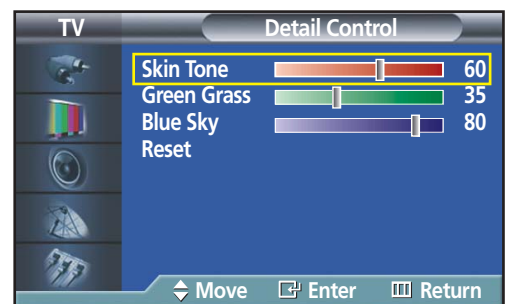 TV Detail Control
Skin Tone 60
Green Grass 35
Blue Sky 80
Reset
Move Enter Return